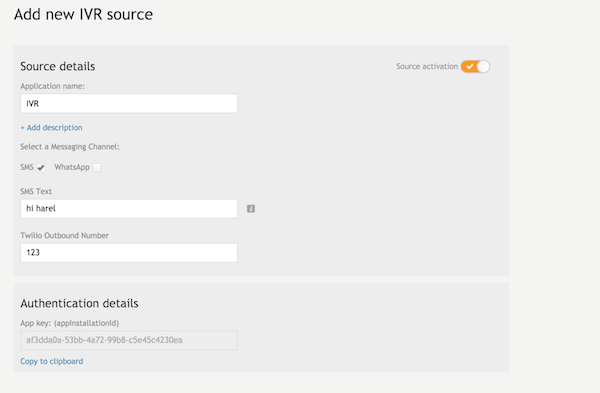 Add new IVR source
Source details
Source activation
Application name:
IVR
+ Add description
Select a Messaging Channel:
SMS WhatsApp
SMS Text
hi harel
i
Twilio Outbound Number
123
Authentication details
App key: (appInstallationId)
af3dda0a-53bb-4a72-99b8-c5e45c4230ea
Copy to clipboard